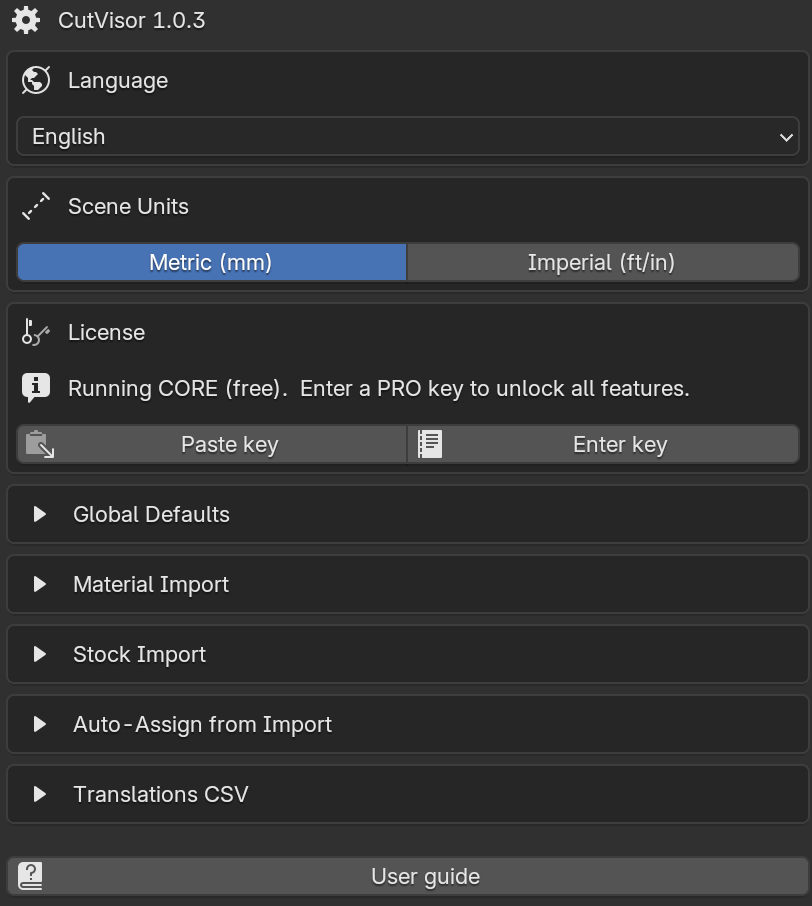 CutVisor 1.0.3
Language
English
Scene Units
Metric (mm)
Imperial (ft/in)
License
Running CORE (free).  Enter a PRO key to unlock all features.
Paste key
Enter key
Global Defaults
Material Import
Stock Import
Auto-Assign from Import
Translations CSV
User guide